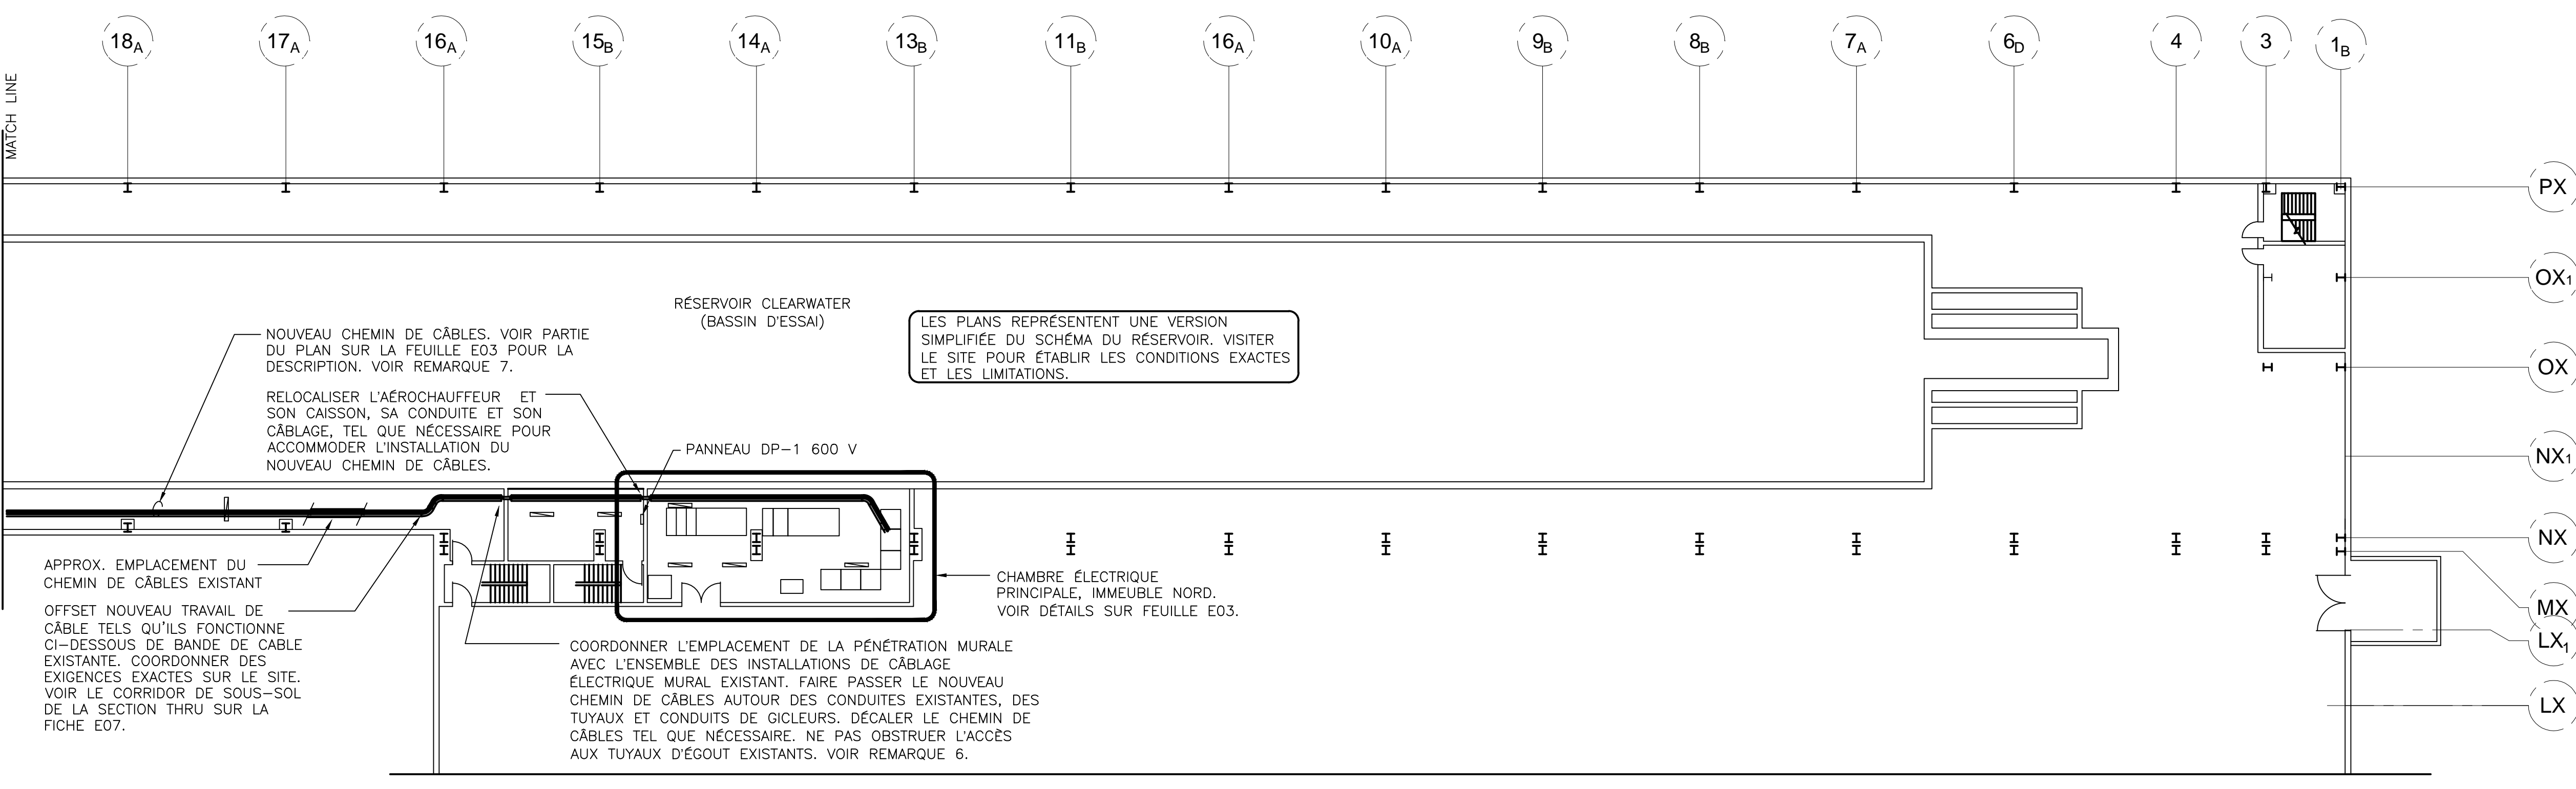 18A 17A 16A 15B 14A 13B 11B 16A 10A 9B 8B 7A 6D 4 3 1B
MATCH LINE
PX
OX1
OX
NX1
NX
MX
LX1
LX
RÉSERVOIR CLEARWATER
(BASSIN D'ESSAI)
LES PLANS REPRÉSENTENT UNE VERSION
SIMPLIFIÉE DU SCHÉMA DU RÉSERVOIR. VISITER
LE SITE POUR ÉTABLIR LES CONDITIONS EXACTES
ET LES LIMITATIONS.
NOUVEAU CHEMIN DE CÂBLES. VOIR PARTIE
DU PLAN SUR LA FEUILLE E03 POUR LA
DESCRIPTION. VOIR REMARQUE 7.
RELOCALISER L'AÉROCHAUFFEUR ET
SON CAISSON, SA CONDUITE ET SON
CÂBLAGE, TEL QUE NÉCESSAIRE POUR
ACCOMMODER L'INSTALLATION DU
NOUVEAU CHEMIN DE CÂBLES.
PANNEAU DP-1 600 V
APPROX. EMPLACEMENT DU
CHEMIN DE CÂBLES EXISTANT
OFFSET NOUVEAU TRAVAIL DE
CÂBLE TELS QU'ILS FONCTIONNE
CI-DESSOUS DE BANDE DE CABLE
EXISTANTE. COORDONNER DES
EXIGENCES EXACTES SUR LE SITE.
VOIR LE CORRIDOR DE SOUS-SOL
DE LA SECTION THRU SUR LA
FICHE E07.
CHAMBRE ÉLECTRIQUE
PRINCIPALE, IMMEUBLE NORD.
VOIR DÉTAILS SUR FEUILLE E03.
COORDONNER L'EMPLACEMENT DE LA PÉNÉTRATION MURALE
AVEC L'ENSEMBLE DES INSTALLATIONS DE CÂBLAGE
ÉLECTRIQUE MURAL EXISTANT. FAIRE PASSER LE NOUVEAU
CHEMIN DE CÂBLES AUTOUR DES CONDUITES EXISTANTES, DES
TUYAUX ET CONDUITS DE GICLEURS. DÉCALER LE CHEMIN DE
CÂBLES TEL QUE NÉCESSAIRE. NE PAS OBSTRUER L'ACCÈS
AUX TUYAUX D'ÉGOUT EXISTANTS. VOIR REMARQUE 6.